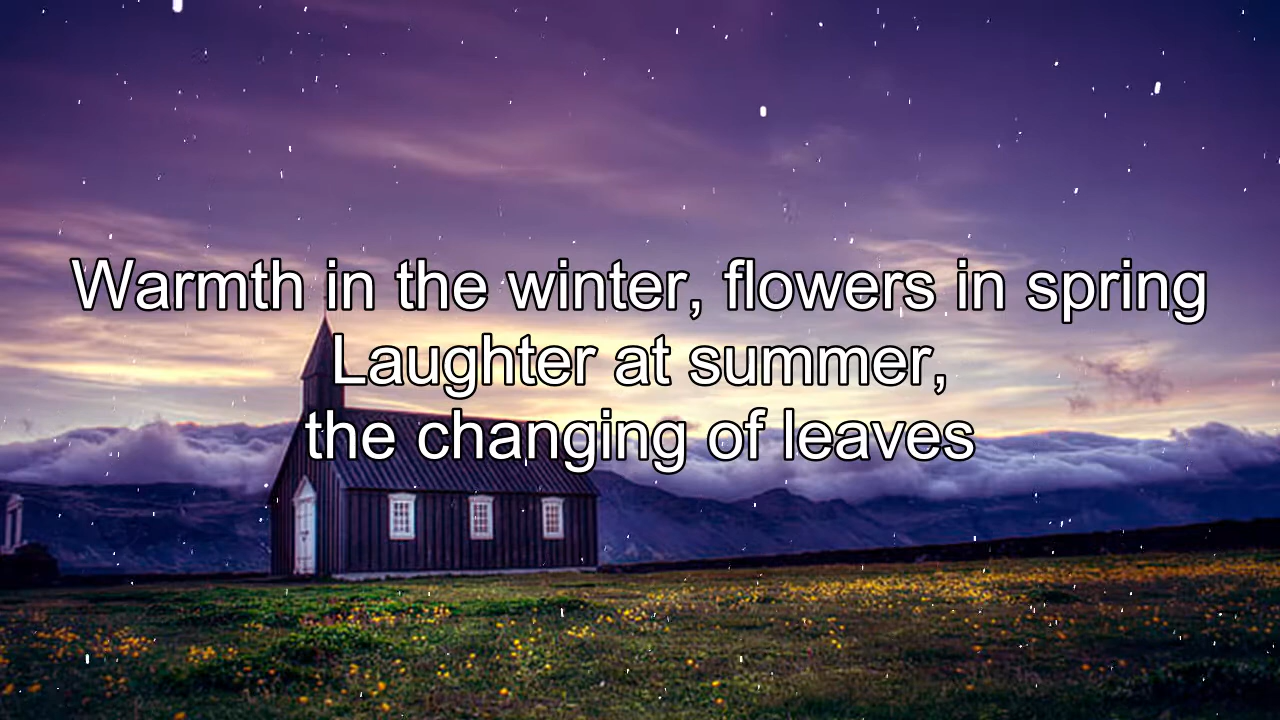 Warmth in the winter, flowers in spring
Laughter at summer,
the changing of leaves